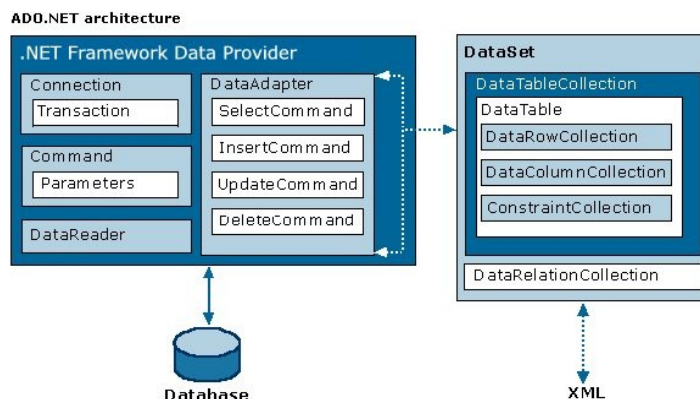 ADO.NET architecture
.NET Framework Data Provider
Connection
Transaction
Command
Parameters
DataReader
DataAdapter
SelectCommand
InsertCommand
UpdateCommand
DeleteCommand
Database
DataSet
DataTableCollection
DataTable
DataRowCollection
DataColumnCollection
ConstraintCollection
DataRelationCollection
XML